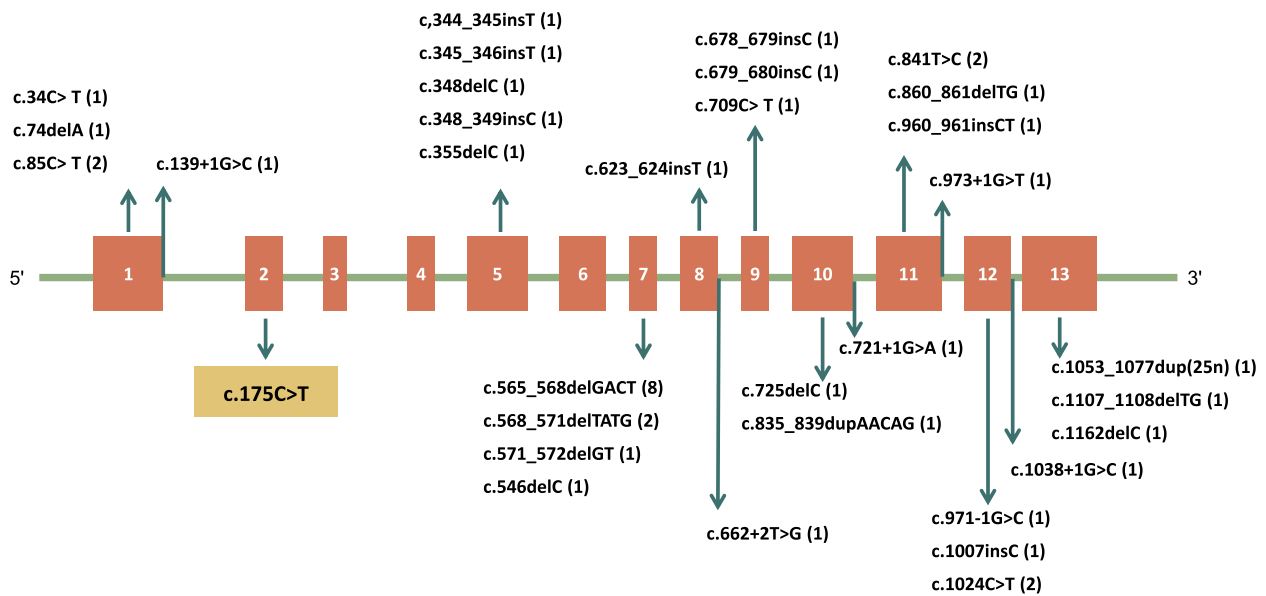 c.34C> T (1)
c.74delA (1)
c.85C> T (2)
c.139+1G>C (1)
c,344_345insT (1)
c.345_346insT (1)
c.348delC (1)
c.348_349insC (1)
c.355delC (1)
c.623_624insT (1)
c.678_679insC (1)
c.679_680insC (1)
c.709C> T (1)
c.841T>C (2)
c.860_861delTG (1)
c.960_961insCT (1)
c.973+1G>T (1)
5' 1 2 3 4 5 6 7 8 9 10 11 12 13 3'
c.175C>T
c.565_568delGACT (8)
c.568_571delTATG (2)
c.571_572delGT (1)
c.546delC (1)
c.662+2T>G (1)
c.721+1G>A (1)
c.725delC (1)
c.835_839dupAACAG (1)
c.1053_1077dup(25n) (1)
c.1107_1108delTG (1)
c.1162delC (1)
c.1038+1G>C (1)
c.971-1G>C (1)
c.1007insC (1)
c.1024C>T (2)